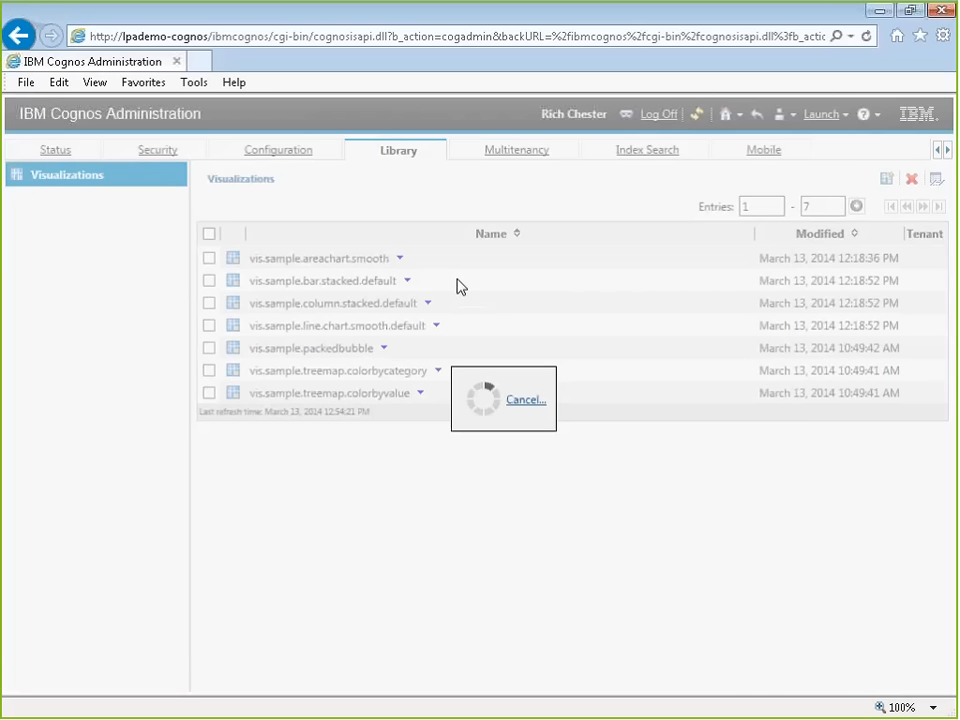 http://lpademo-cognos/ibmcognos/cgi-bin/cognosisapi.dll?b_action=cogadmin&backURL=%2fibmcognos%2fcgi-bin%2fcognosisapi.dll%3fb_actic
IBM Cognos Administration
File Edit View Favorites Tools Help
IBM Cognos Administration Rich Chester Log Off Launch IBM.
Status Security Configuration Library Multitenancy Index Search Mobile
Visualizations Visualizations
Entries: 1 - 7
Name Modified Tenant
vis.sample.areachart.smooth March 13, 2014 12:18:36 PM
vis.sample.bar.stacked.default March 13, 2014 12:18:52 PM
vis.sample.column.stacked.default March 13, 2014 12:18:52 PM
vis.sample.line.chart.smooth.default March 13, 2014 12:18:52 PM
vis.sample.packedbubble March 13, 2014 10:49:42 AM
vis.sample.treemap.colorbycategory March 13, 2014 10:49:41 AM
vis.sample.treemap.colorbyvalue March 13, 2014 10:49:41 AM
Cancel...
Last refresh time: March 13, 2014 12:54:21 PM
100%